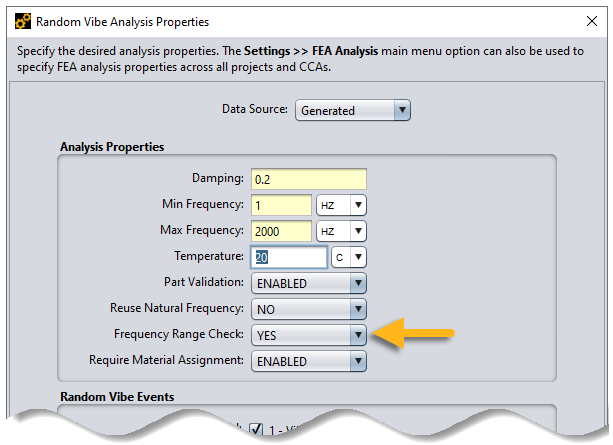 Random Vibe Analysis Properties
Specify the desired analysis properties. The Settings >> FEA Analysis main menu option can also be used to
specify FEA analysis properties across all projects and CCAs.
Data Source: Generated
Analysis Properties
Damping: 0.2
Min Frequency: 1 HZ
Max Frequency: 2000 HZ
Temperature: 20 C
Part Validation: ENABLED
Reuse Natural Frequency: NO
Frequency Range Check: YES
Require Material Assignment: ENABLED
Random Vibe Events
1 -